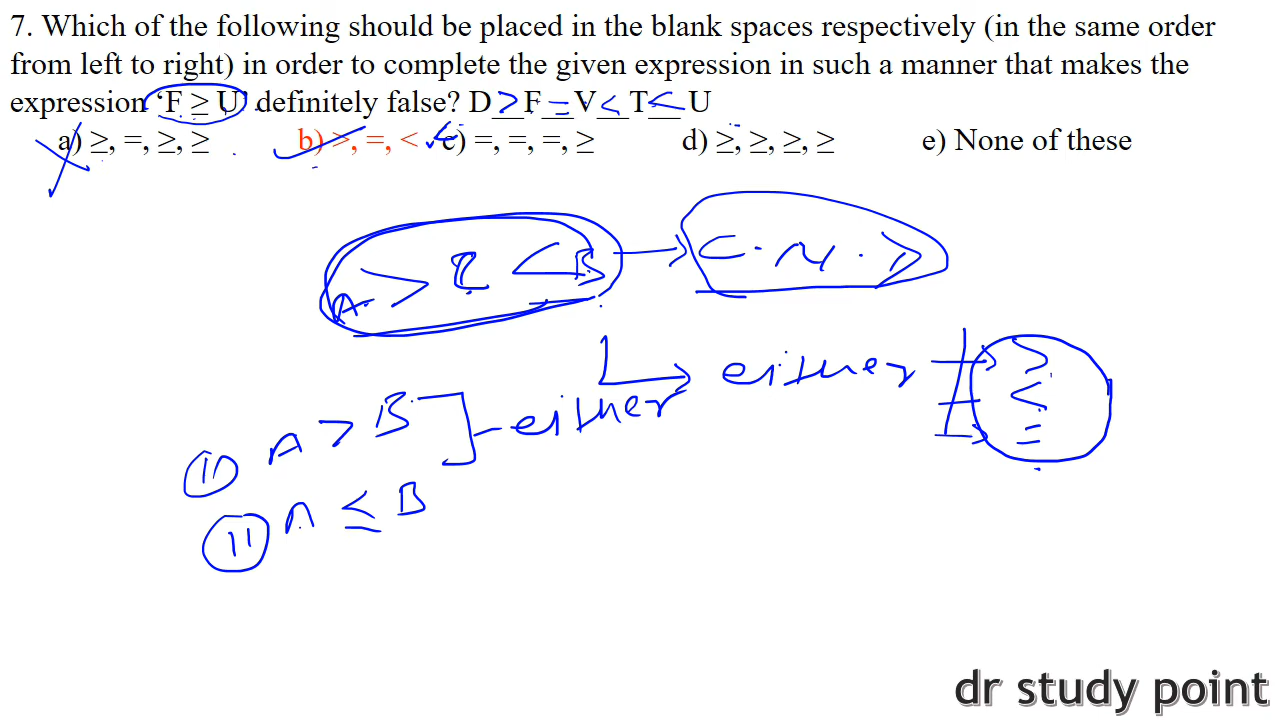 7. Which of the following should be placed in the blank spaces respectively (in the same order
from left to right) in order to complete the given expression in such a manner that makes the
expression ‘F ≥ U’ definitely false? D > F = V < T ≤ U
a) ≥, =, ≥, ≥ b) >, =, < ≤ c) =, =, =, ≥ d) ≥, ≥, ≥, ≥ e) None of these
A > < B → C. N. D
either > < =
A > B ] - either
II A ≤ B
dr study point